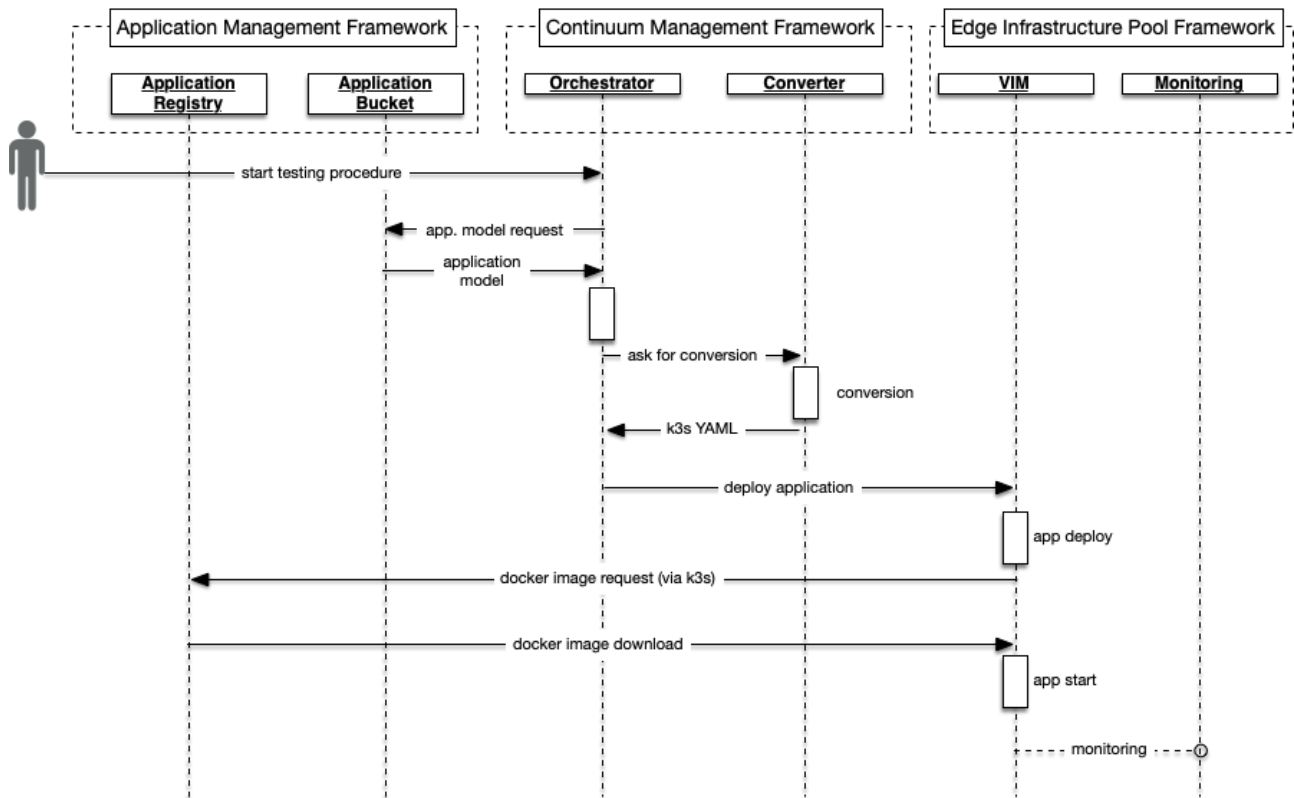 Application Management Framework
Continuum Management Framework
Edge Infrastructure Pool Framework
Application
Registry
Application
Bucket
Orchestrator
Converter
VIM
Monitoring
start testing procedure
app. model request
application
model
ask for conversion
conversion
k3s YAML
deploy application
app deploy
docker image request (via k3s)
docker image download
app start
monitoring